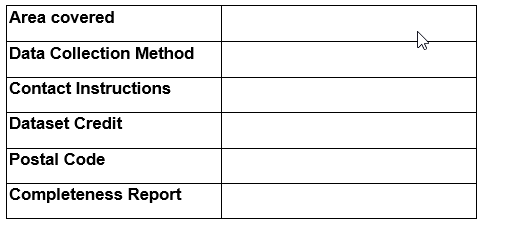 Area covered
Data Collection Method
Contact Instructions
Dataset Credit
Postal Code
Completeness Report